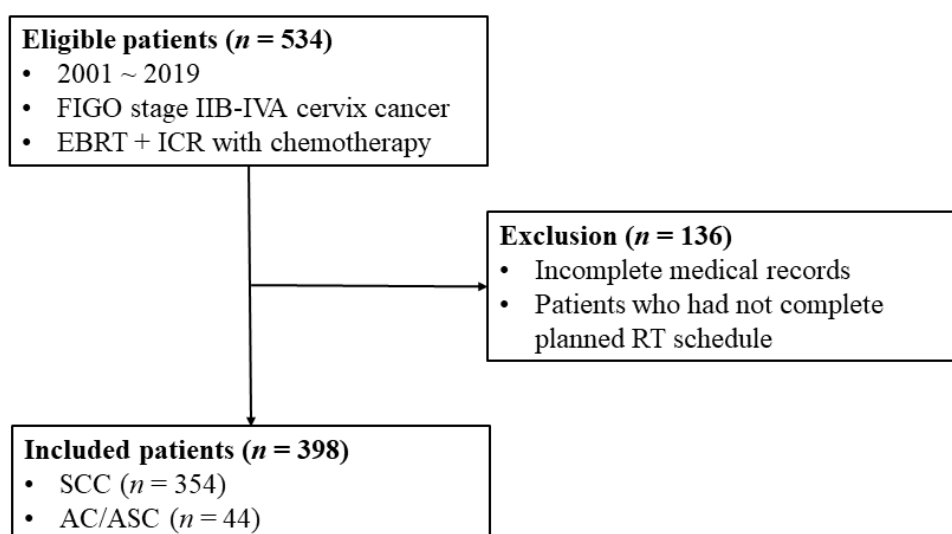 Eligible patients (n = 534)
• 2001 ~ 2019
• FIGO stage IIB-IVA cervix cancer
• EBRT + ICR with chemotherapy
Exclusion (n = 136)
• Incomplete medical records
• Patients who had not complete
planned RT schedule
Included patients (n = 398)
• SCC (n = 354)
• AC/ASC (n = 44)